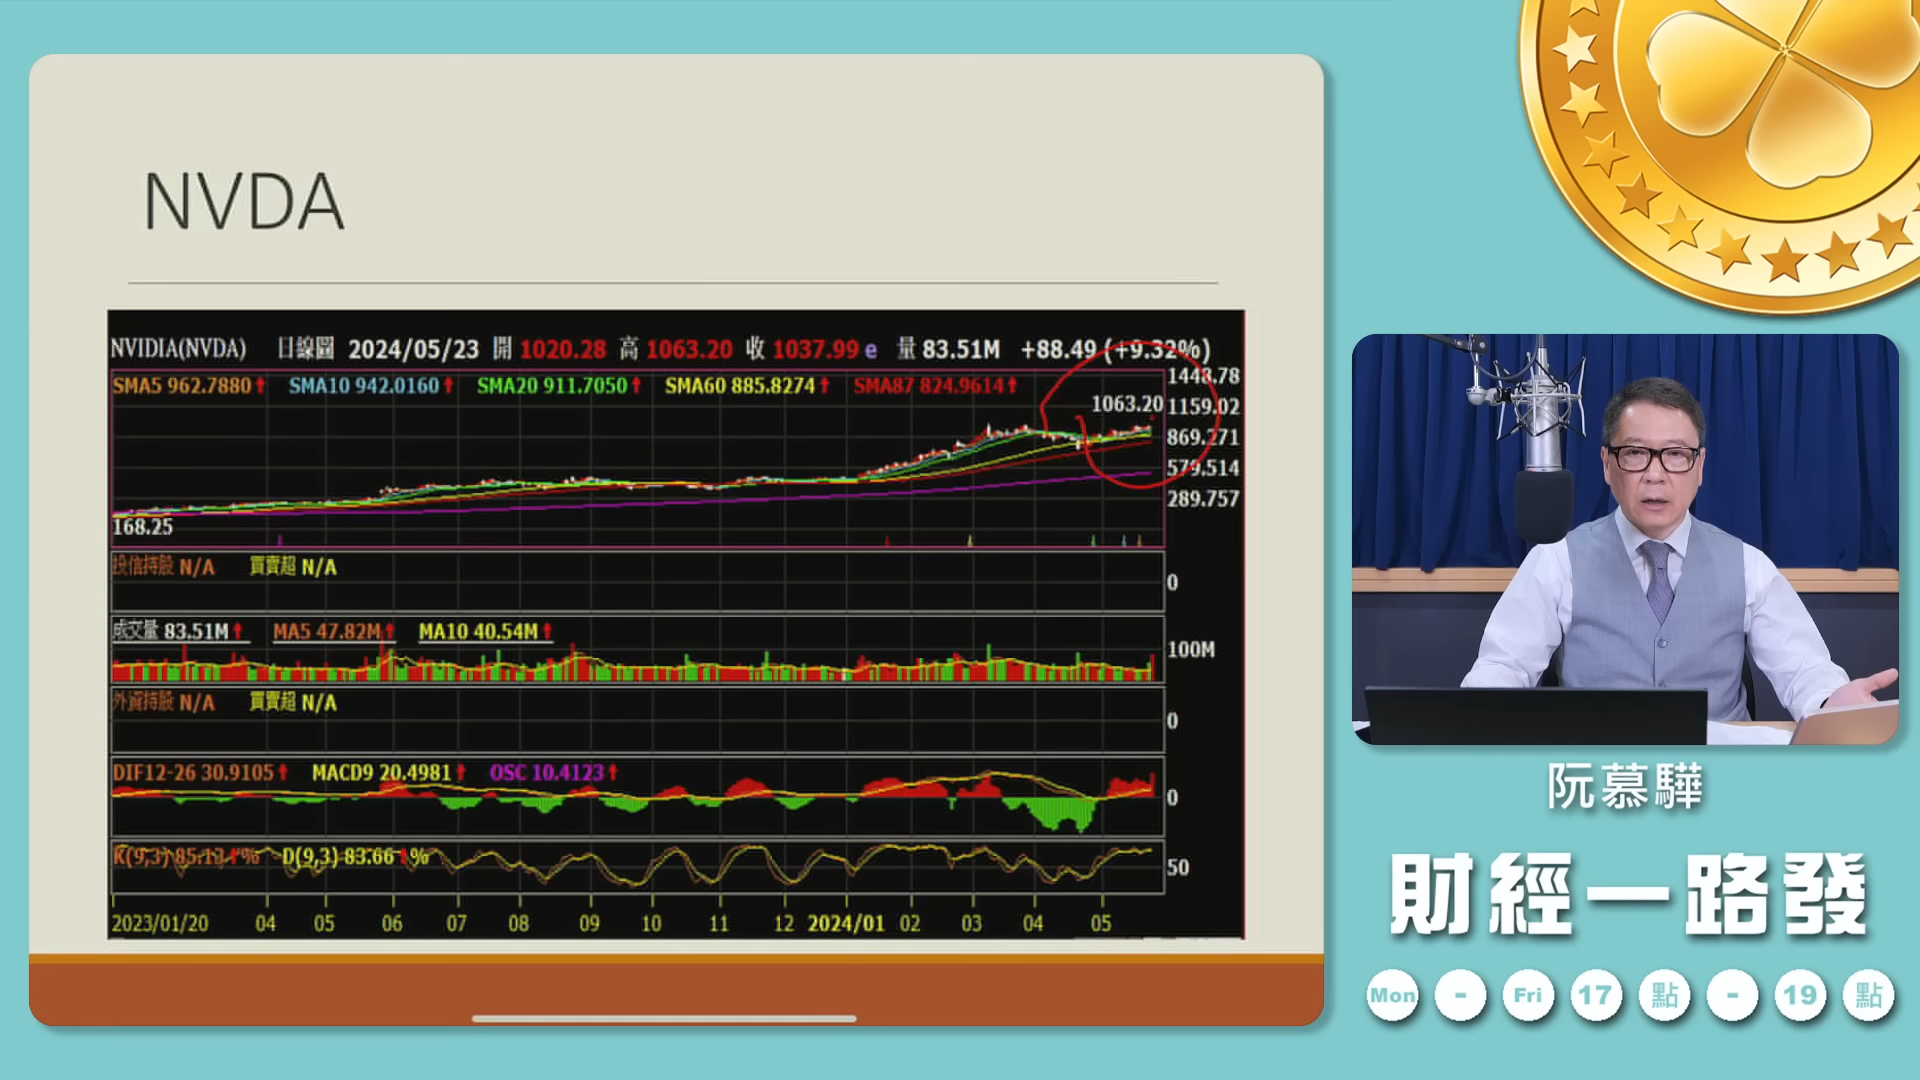 NVDA
NVIDIA(NVDA) 日線圖 2024/05/23 開 1020.28 高 1063.20 收 1037.99 e 量 83.51M +88.49 (+9.32%)
SMA5 962.7880↑ SMA10 942.0160↑ SMA20 911.7050↑ SMA60 885.8274↑ SMA87 824.9614↑
1448.78
1063.20
1159.02
869.271
579.514
289.757
168.25
投信持股 N/A 買賣超 N/A
0
成交量 83.51M↑ MA5 47.82M↑ MA10 40.54M↑
100M
外資持股 N/A 買賣超 N/A
0
DIF12-26 30.9105↑ MACD9 20.4981↑ OSC 10.4123↑
0
K(9,3) 85.13↑% D(9,3) 83.66↑%
50
2023/01/20 04 05 06 07 08 09 10 11 12 2024/01 02 03 04 05
阮慕驊
財經一路發
Mon - Fri 17 點 - 19 點